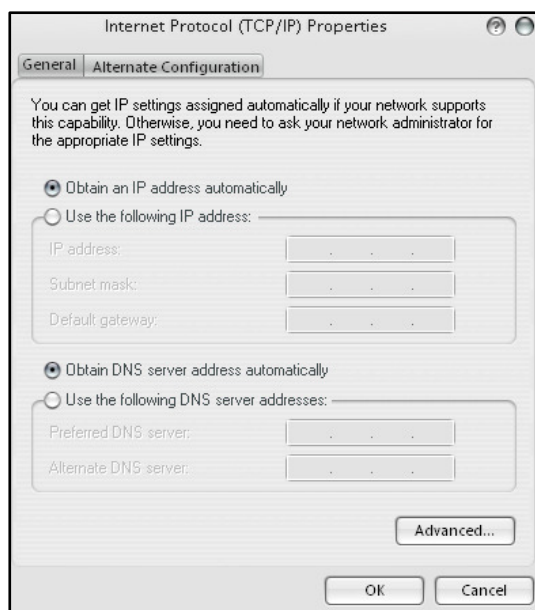 Internet Protocol (TCP/IP) Properties
General
Alternate Configuration
You can get IP settings assigned automatically if your network supports
this capability. Otherwise, you need to ask your network administrator for
the appropriate IP settings.
Obtain an IP address automatically
Use the following IP address:
IP address:
Subnet mask:
Default gateway:
Obtain DNS server address automatically
Use the following DNS server addresses:
Preferred DNS server:
Alternate DNS server:
Advanced...
OK
Cancel